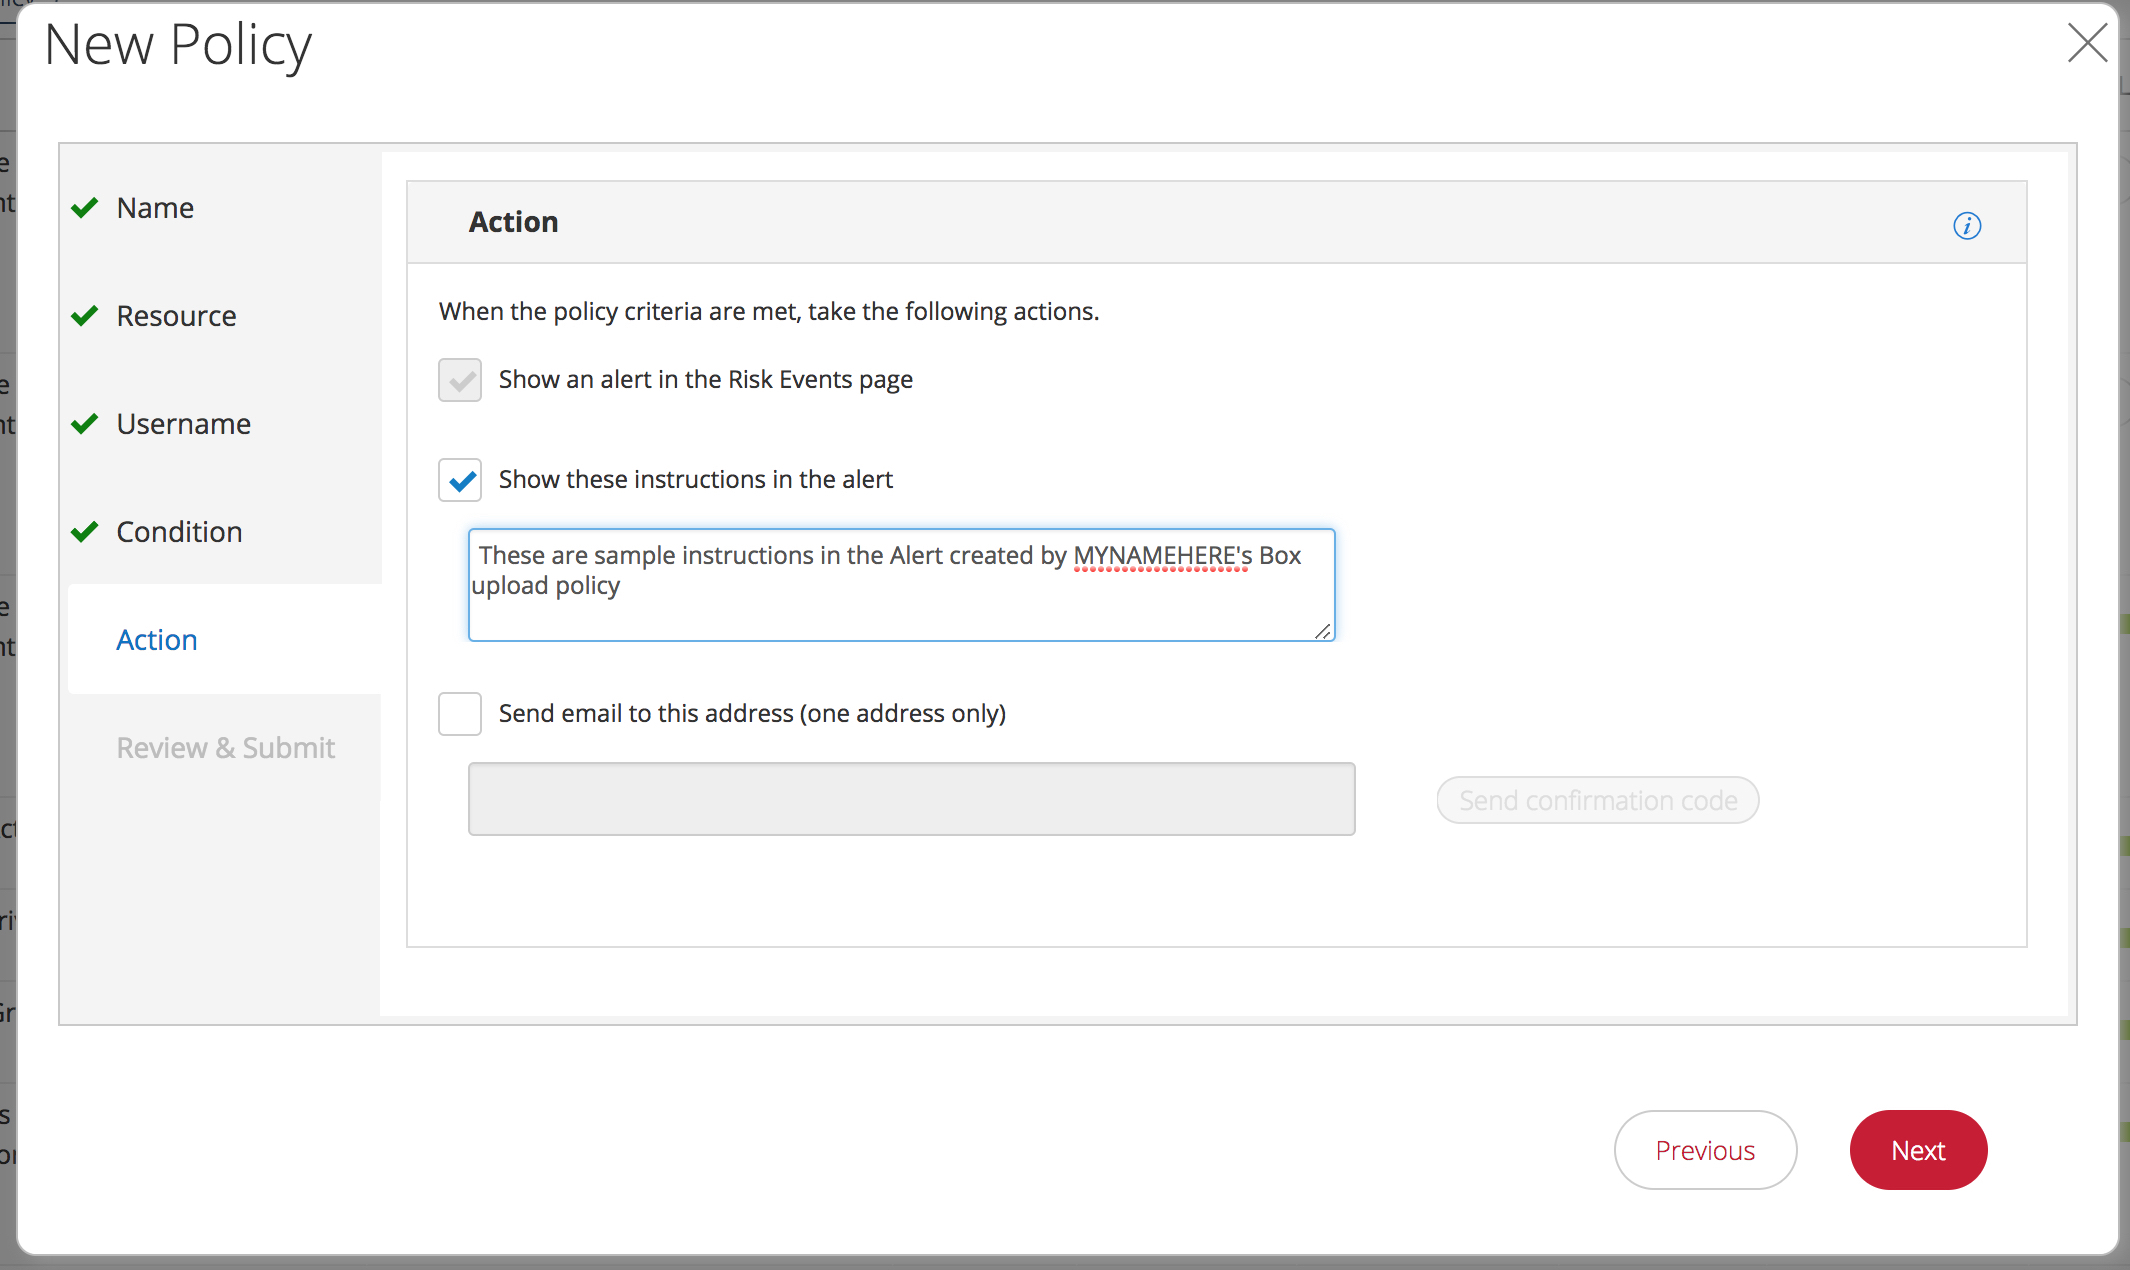 New Policy
Name
Resource
Username
Condition
Action
Review & Submit
Action
i
When the policy criteria are met, take the following actions.
Show an alert in the Risk Events page
Show these instructions in the alert
These are sample instructions in the Alert created by MYNAMEHERE's Box
upload policy
Send email to this address (one address only)
Send confirmation code
Previous
Next